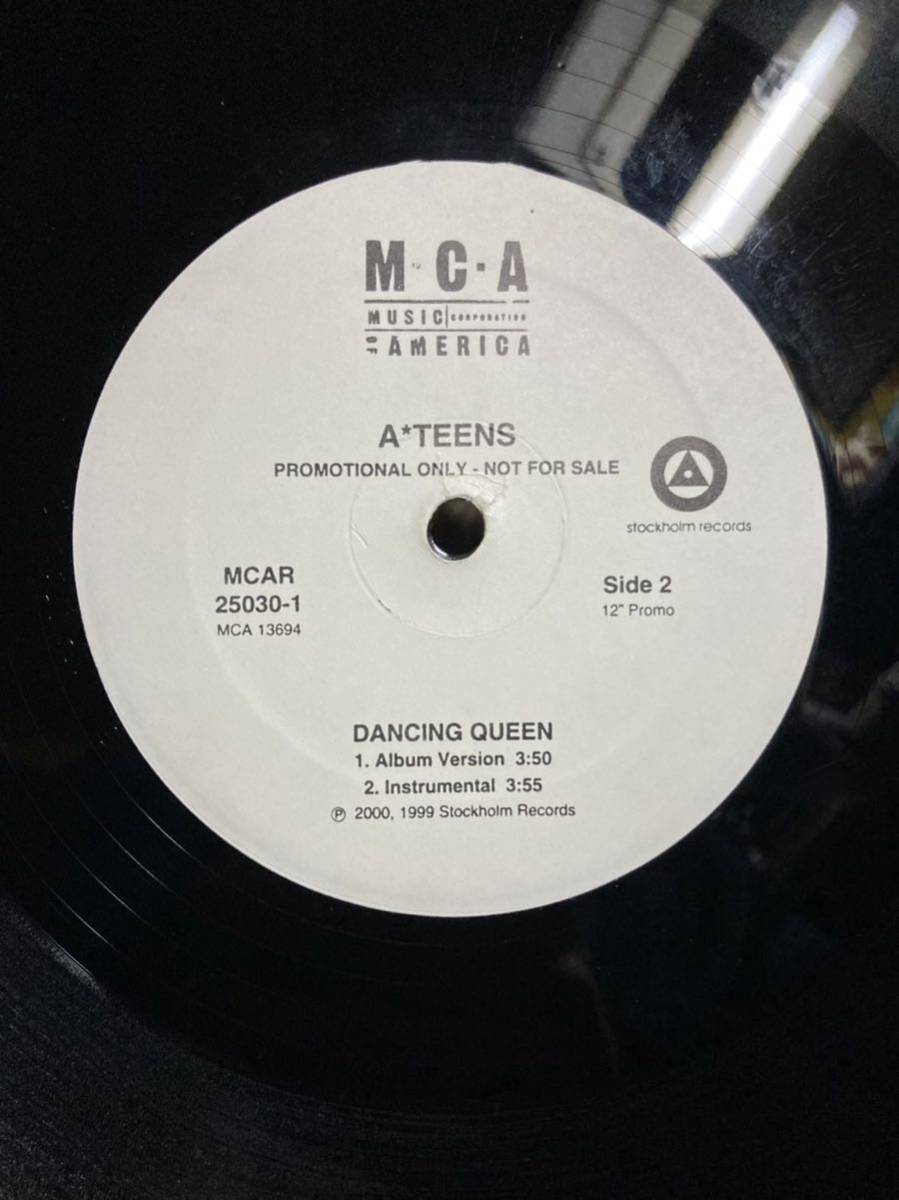 M·C·A
MUSIC CORPORATION
OF AMERICA
A*TEENS
PROMOTIONAL ONLY - NOT FOR SALE
stockholm records
MCAR
25030-1
MCA 13694
Side 2
12" Promo
DANCING QUEEN
1. Album Version 3:50
2. Instrumental 3:55
℗ 2000, 1999 Stockholm Records